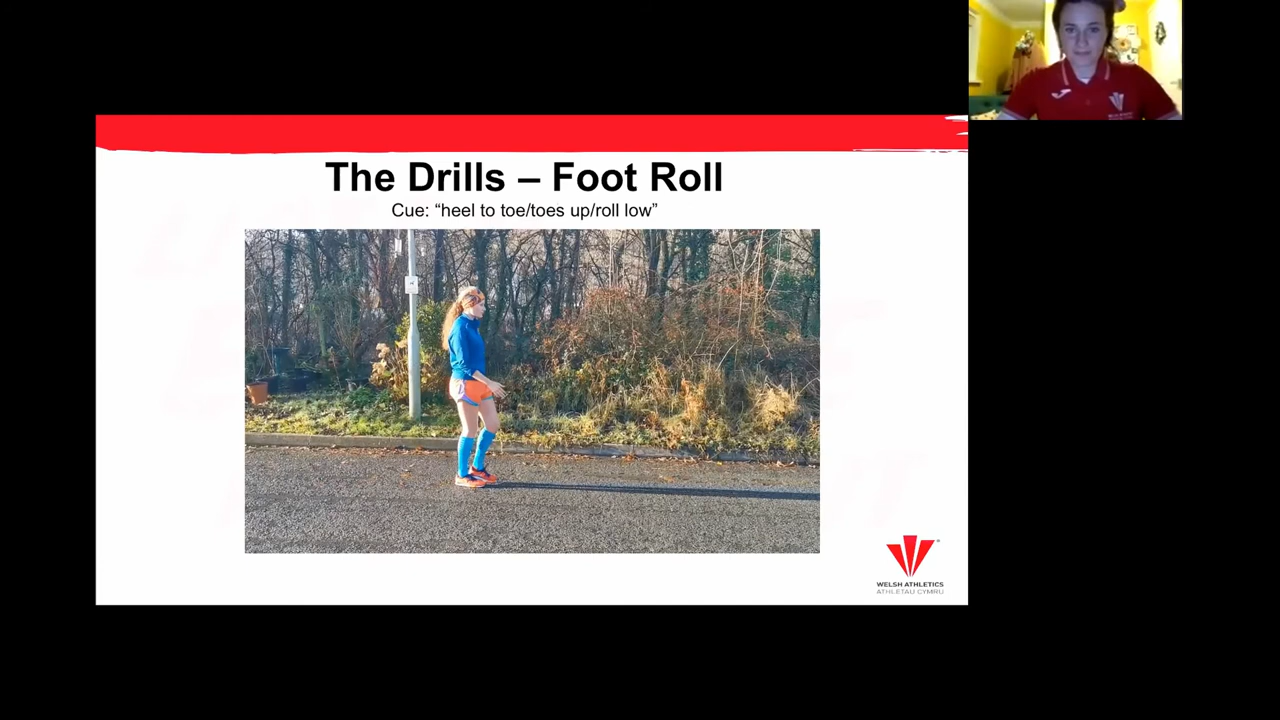 The Drills – Foot Roll
Cue: “heel to toe/toes up/roll low”
WELSH ATHLETICS
ATHLETAU CYMRU